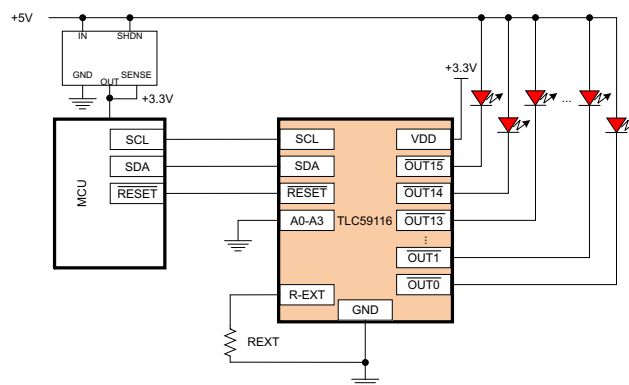 +5V
IN SHDN
GND OUT SENSE
+3.3V
+3.3V
MCU
SCL
SDA
RESET
SCL
SDA
RESET
A0-A3
R-EXT
TLC59116
VDD
OUT15
OUT14
OUT13
...
OUT1
OUT0
GND
REXT
...